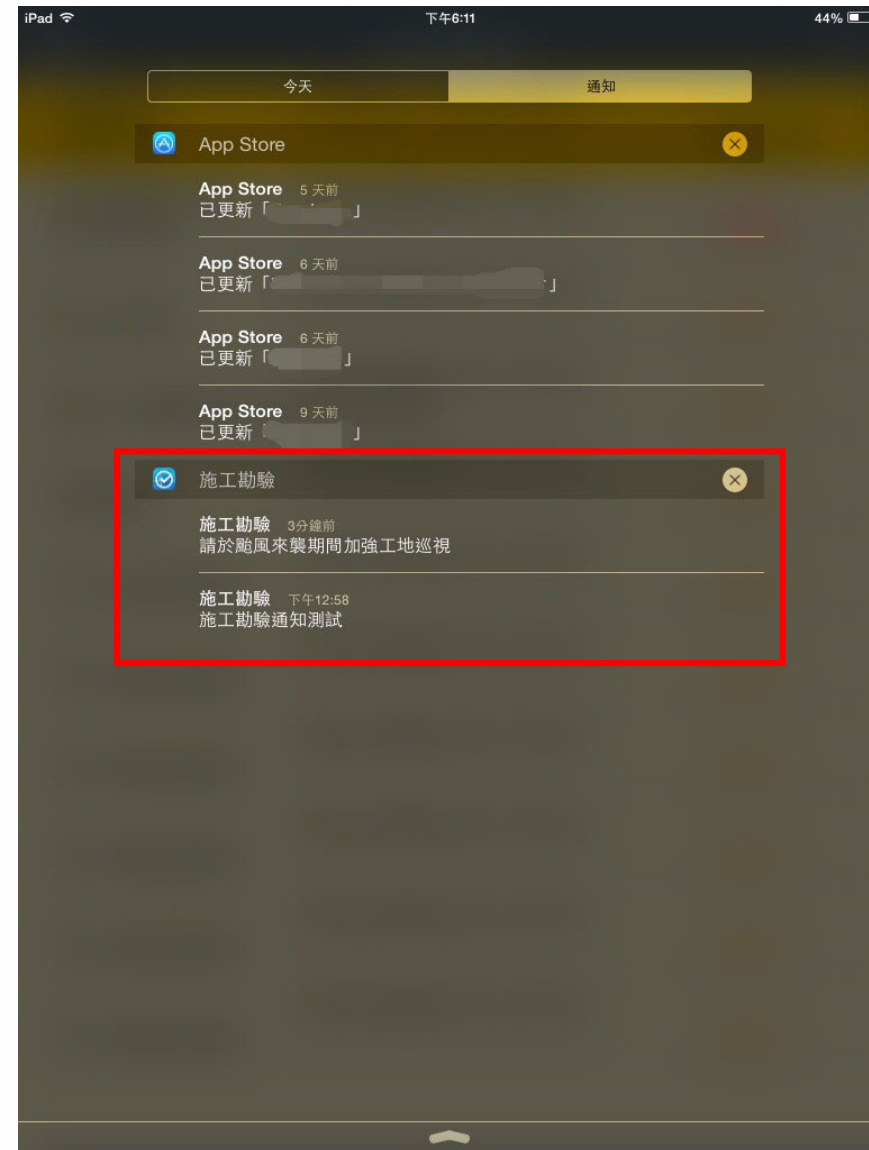 iPad 下午6:11 44%
今天 通知
App Store
App Store 5 天前
已更新「 」
App Store 6 天前
已更新「 」
App Store 6 天前
已更新「 」
App Store 9 天前
已更新「 」
施工勘驗
施工勘驗 3分鐘前
請於颱風來襲期間加強工地巡視
施工勘驗 下午12:58
施工勘驗通知測試